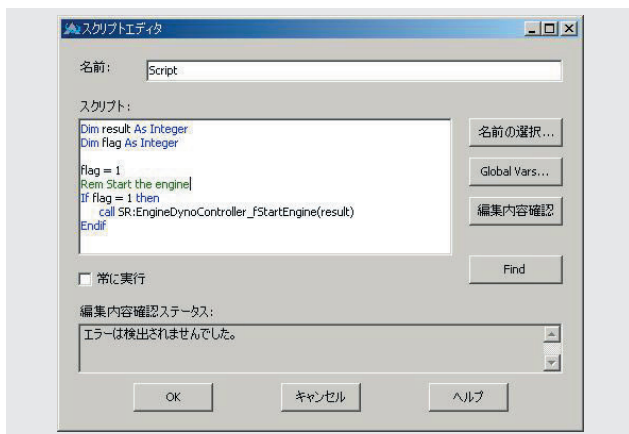 スクリプトエディタ
名前:
Script
スクリプト:
Dim result As Integer
Dim flag As Integer
flag = 1
Rem Start the engine
If flag = 1 then
call SR:EngineDynoController_fStartEngine(result)
Endif
名前の選択...
Global Vars...
編集内容確認
Find
常に実行
編集内容確認ステータス:
エラーは検出されませんでした。
OK
キャンセル
ヘルプ